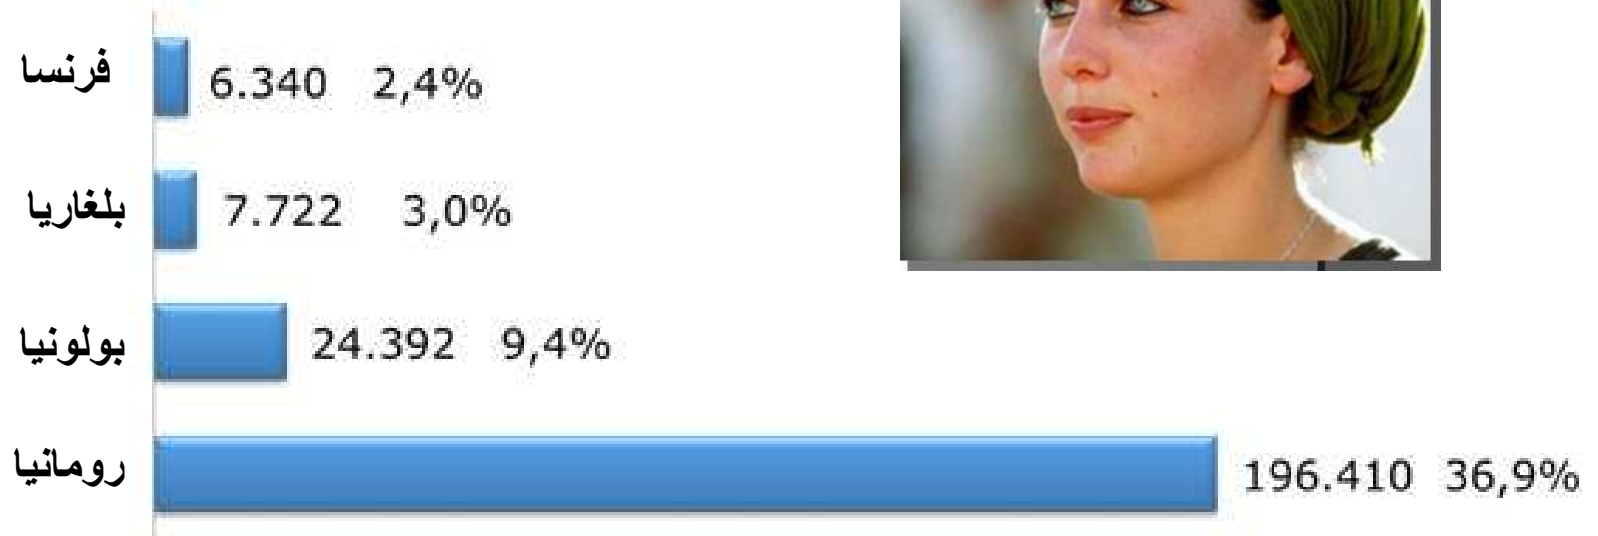 فرنسا 6.340 2,4%
بلغاريا 7.722 3,0%
بولونيا 24.392 9,4%
رومانيا 196.410 36,9%